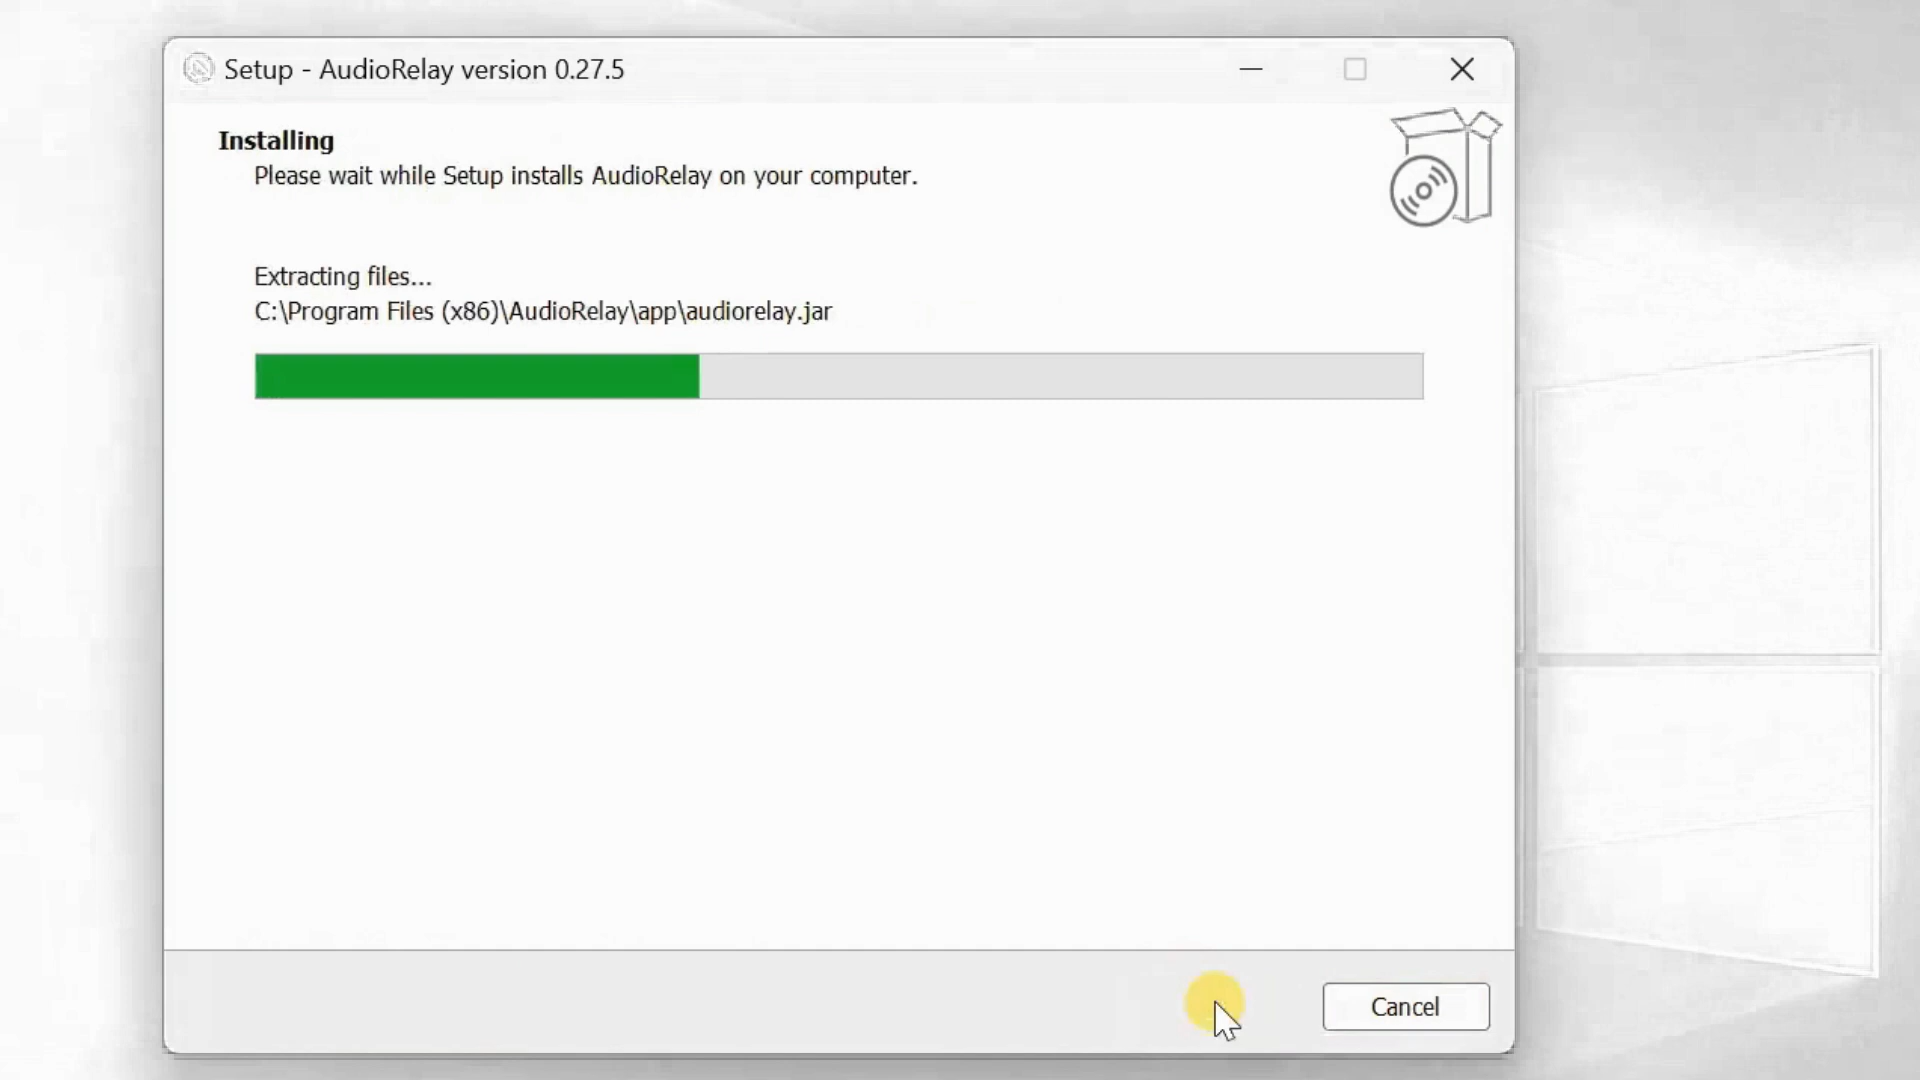 Setup - AudioRelay version 0.27.5
Installing
Please wait while Setup installs AudioRelay on your computer.
Extracting files...
C:\Program Files (x86)\AudioRelay\app\audiorelay.jar
Cancel